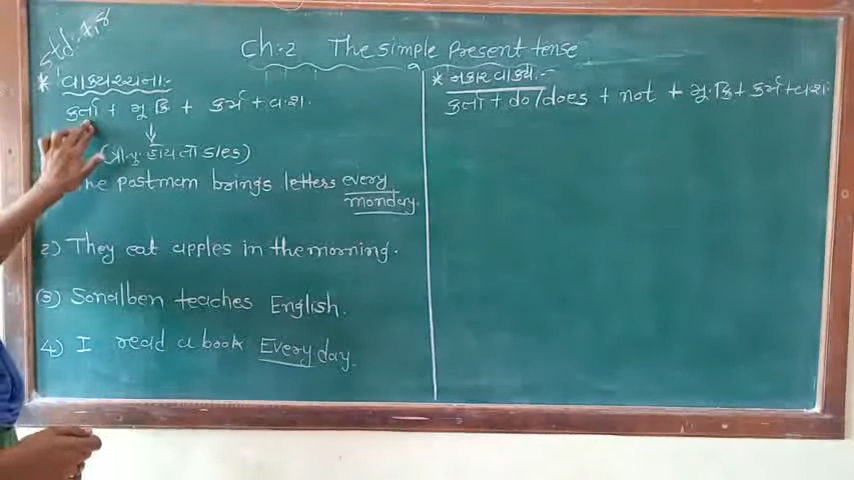 std. 7,8
Ch:2 The simple present tense
* વાક્યરચના:-
કર્તા + મુ.ક્રિ + કર્મ + વા.શ.
(ત્રી.પુ. હોય તો s/es)
The postman brings letters every
monday.
2) They eat apples in the morning.
(3) Sonalben teaches English.
4) I read a book Every day.
* નકાર વાક્ય:-
કર્તા + do/does + not + મુ.ક્રિ + કર્મ + વા.શ.